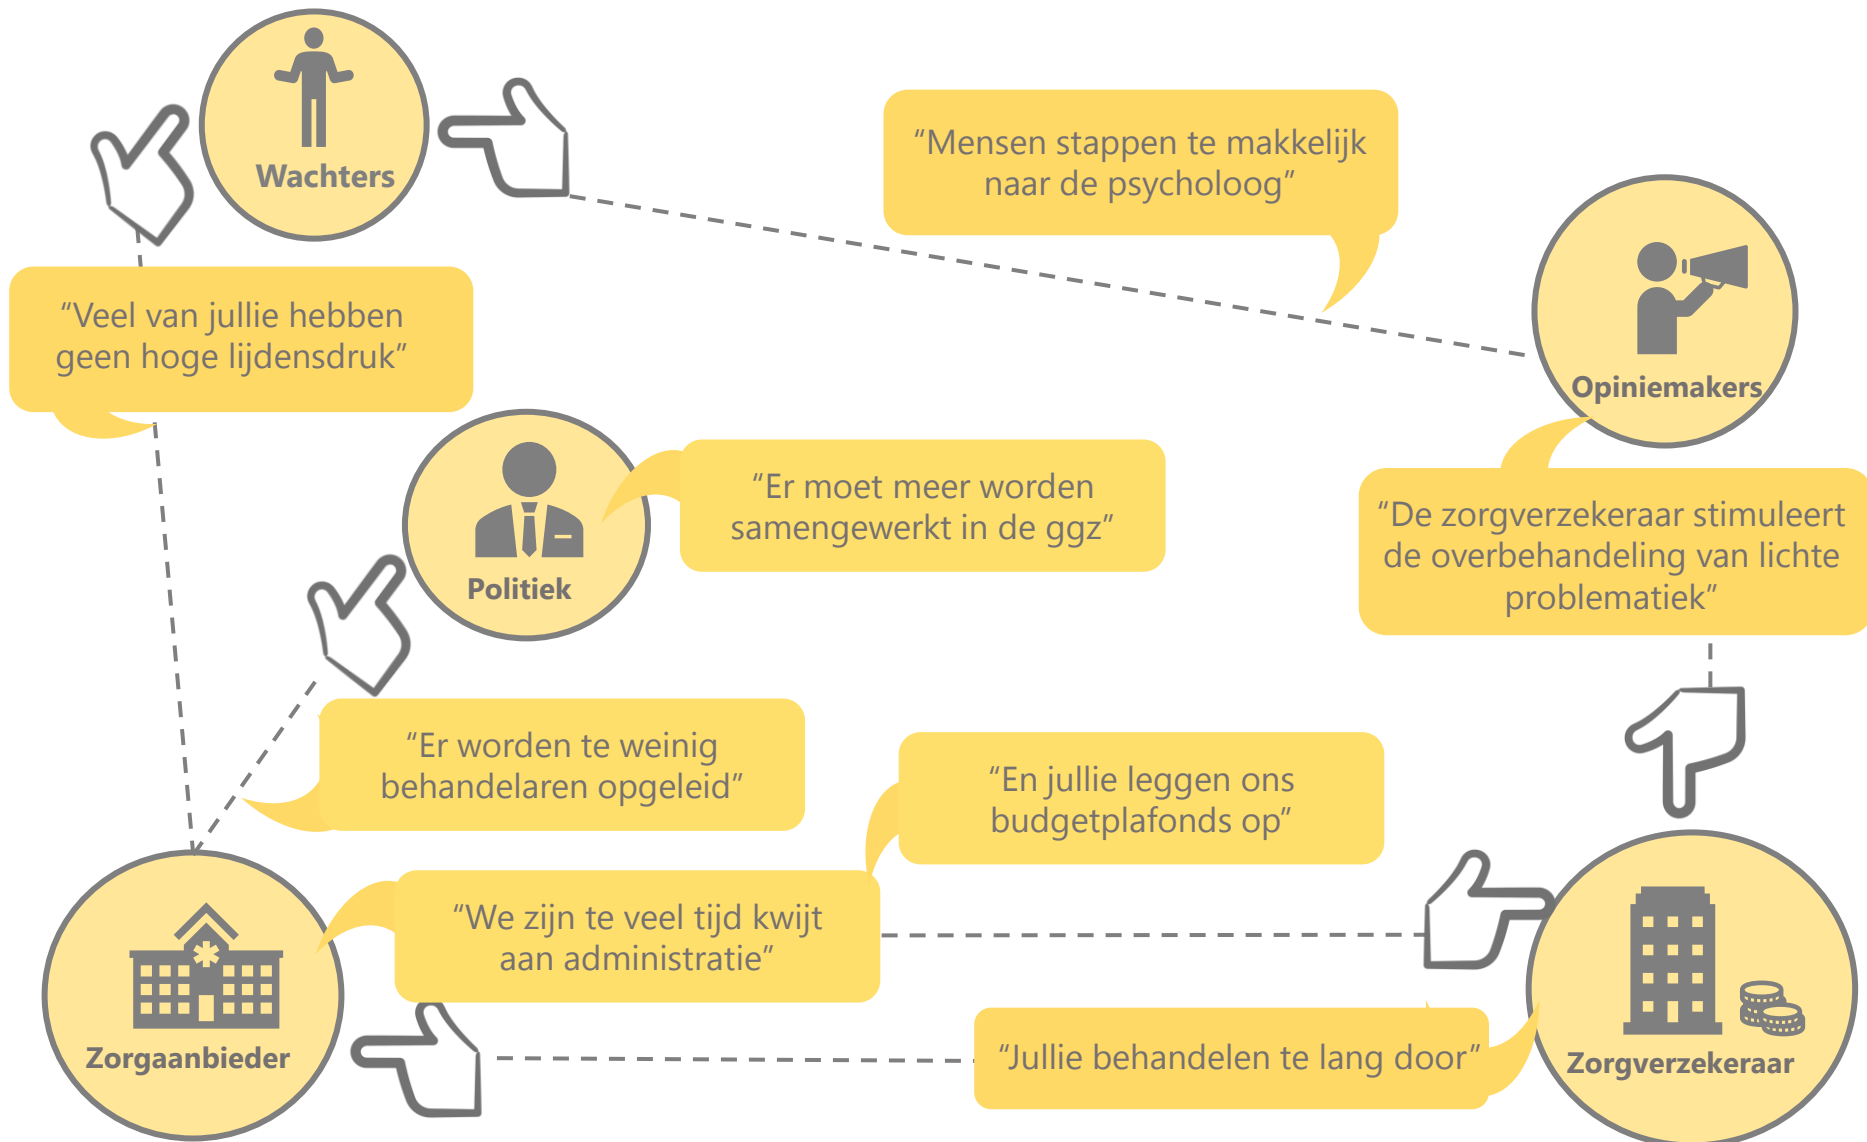 Wachters
“Mensen stappen te makkelijk
naar de psycholoog”
“Veel van jullie hebben
geen hoge lijdensdruk”
Opiniemakers
“Er moet meer worden
samengewerkt in de ggz”
Politiek
“De zorgverzekeraar stimuleert
de overbehandeling van lichte
problematiek”
“Er worden te weinig
behandelaren opgeleid”
“En jullie leggen ons
budgetplafonds op”
“We zijn te veel tijd kwijt
aan administratie”
Zorgaanbieder
“Jullie behandelen te lang door”
Zorgverzekeraar